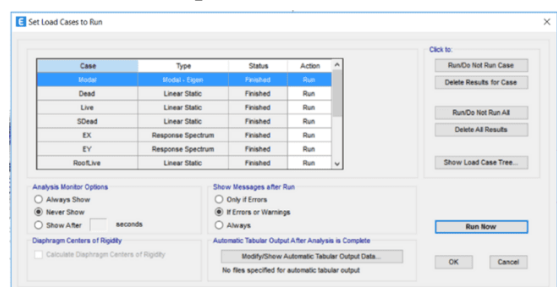 E Set Load Cases to Run
Click to:
Case Type Status Action
Modal Modal - Eigen Finished Run
Dead Linear Static Finished Run
Live Linear Static Finished Run
SDead Linear Static Finished Run
EX Response Spectrum Finished Run
EY Response Spectrum Finished Run
RoofLive Linear Static Finished Run
Run/Do Not Run Case
Delete Results for Case
Run/Do Not Run All
Delete All Results
Show Load Case Tree...
Analysis Monitor Options
Always Show
Never Show
Show After seconds
Show Messages after Run
Only if Errors
If Errors or Warnings
Always
Run Now
Diaphragm Centers of Rigidity
Calculate Diaphragm Centers of Rigidity
Automatic Tabular Output After Analysis is Complete
Modify/Show Automatic Tabular Output Data...
No files specified for automatic tabular output
OK Cancel